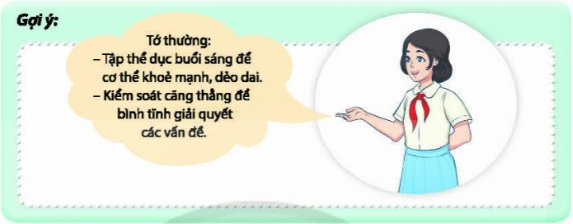 Gợi ý:
Tớ thường:
– Tập thể dục buổi sáng để
cơ thể khoẻ mạnh, dẻo dai.
– Kiểm soát căng thẳng để
bình tĩnh giải quyết
các vấn đề.